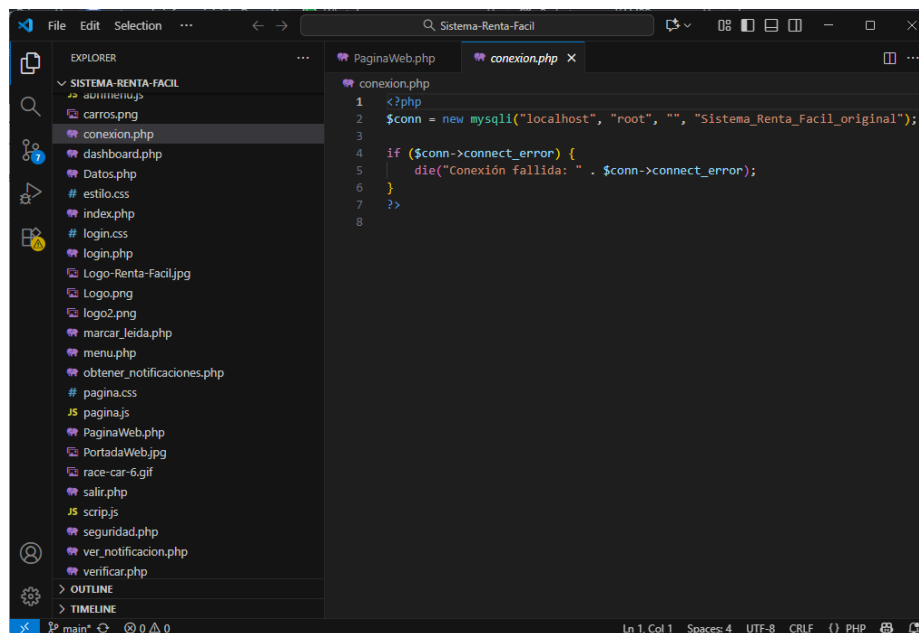 File Edit Selection ··· Sistema-Renta-Facil
EXPLORER ···
SISTEMA-RENTA-FACIL
JS abrirmenu.js
carros.png
conexion.php
dashboard.php
Datos.php
# estilo.css
index.php
# login.css
login.php
Logo-Renta-Facil.jpg
Logo.png
logo2.png
marcar_leida.php
menu.php
obtener_notificaciones.php
# pagina.css
JS pagina.js
PaginaWeb.php
PortadaWeb.jpg
race-car-6.gif
salir.php
JS scrip.js
seguridad.php
ver_notificacion.php
verificar.php
OUTLINE
TIMELINE
7
PaginaWeb.php conexion.php
conexion.php
1 <?php
2 $conn = new mysqli("localhost", "root", "", "Sistema_Renta_Facil_original");
3
4 if ($conn->connect_error) {
5 die("Conexión fallida: " . $conn->connect_error);
6 }
7 ?>
8
main* 0 0 Ln 1, Col 1 Spaces: 4 UTF-8 CRLF {} PHP